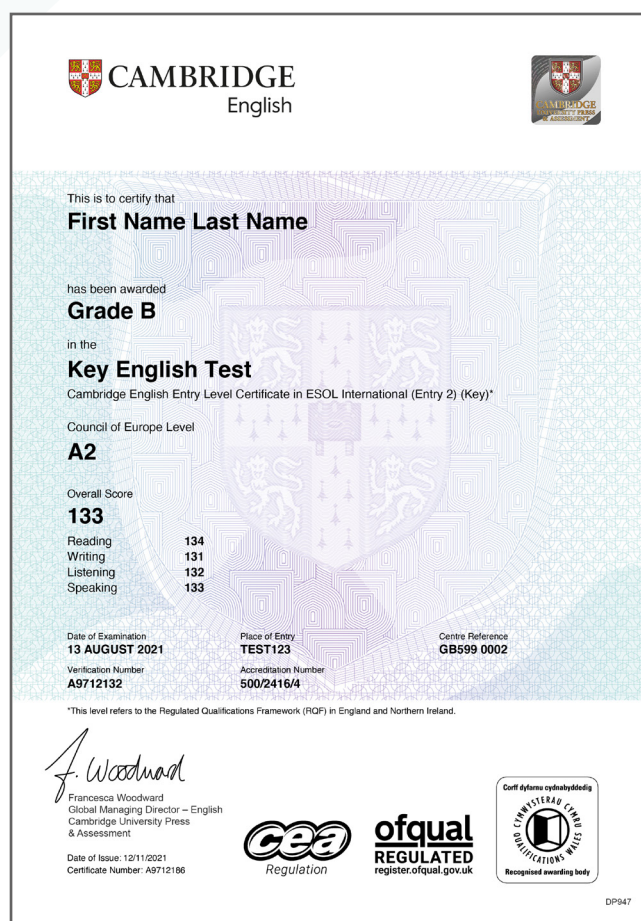 CAMBRIDGE
English
CAMBRIDGE
UNIVERSITY PRESS
& ASSESSMENT
This is to certify that
First Name Last Name
has been awarded
Grade B
in the
Key English Test
Cambridge English Entry Level Certificate in ESOL International (Entry 2) (Key)*
Council of Europe Level
A2
Overall Score
133
Reading 134
Writing 131
Listening 132
Speaking 133
Date of Examination Place of Entry Centre Reference
13 AUGUST 2021 TEST123 GB599 0002
Verification Number Accreditation Number
A9712132 500/2416/4
*This level refers to the Regulated Qualifications Framework (RQF) in England and Northern Ireland.
F. Woodward
Francesca Woodward
Global Managing Director – English
Cambridge University Press
& Assessment
Date of Issue: 12/11/2021
Certificate Number: A9712186
cea
Regulation
ofqual
REGULATED
register.ofqual.gov.uk
Corff dyfarnu cydnabyddedig
CYMWYSTERAU CYMRU
QUALIFICATIONS WALES
Recognised awarding body
DP947